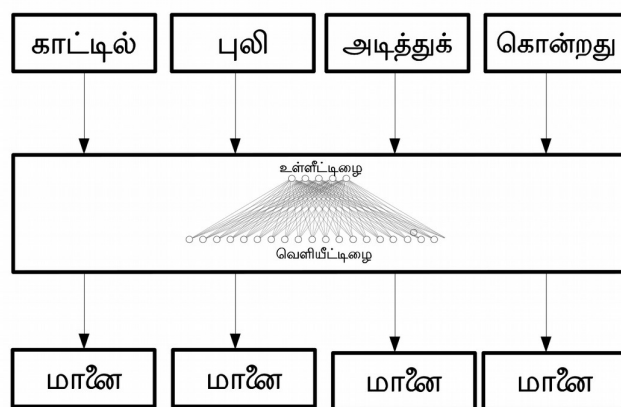 காட்டில் புலி அடித்துக் கொன்றது
உள்ளீட்டிழை
வெளியீட்டிழை
மானை மானை மானை மானை